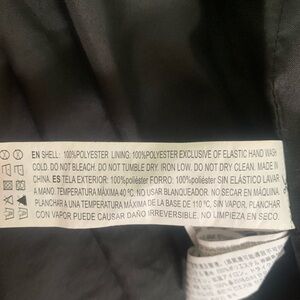 EN SHELL: 100%POLYESTER LINING: 100%POLYESTER EXCLUSIVE OF ELASTIC HAND WASH
COLD. DO NOT BLEACH. DO NOT TUMBLE DRY. IRON LOW. DO NOT DRY CLEAN. MADE IN
CHINA. ES TELA EXTERIOR: 100%poliéster FORRO: 100%poliéster SIN ELÁSTICO LAVAR
A MANO. TEMPERATURA MÁXIMA 40 ºC. NO USAR BLANQUEADOR. NO SECAR EN MÁQUINA.
PLANCHAR A UNA TEMPERATURA MÁXIMA DE LA BASE DE 110 ºC, SIN VAPOR, PLANCHAR
CON VAPOR PUEDE CAUSAR DAÑO IRREVERSIBLE. NO LIMPIEZA EN SECO.